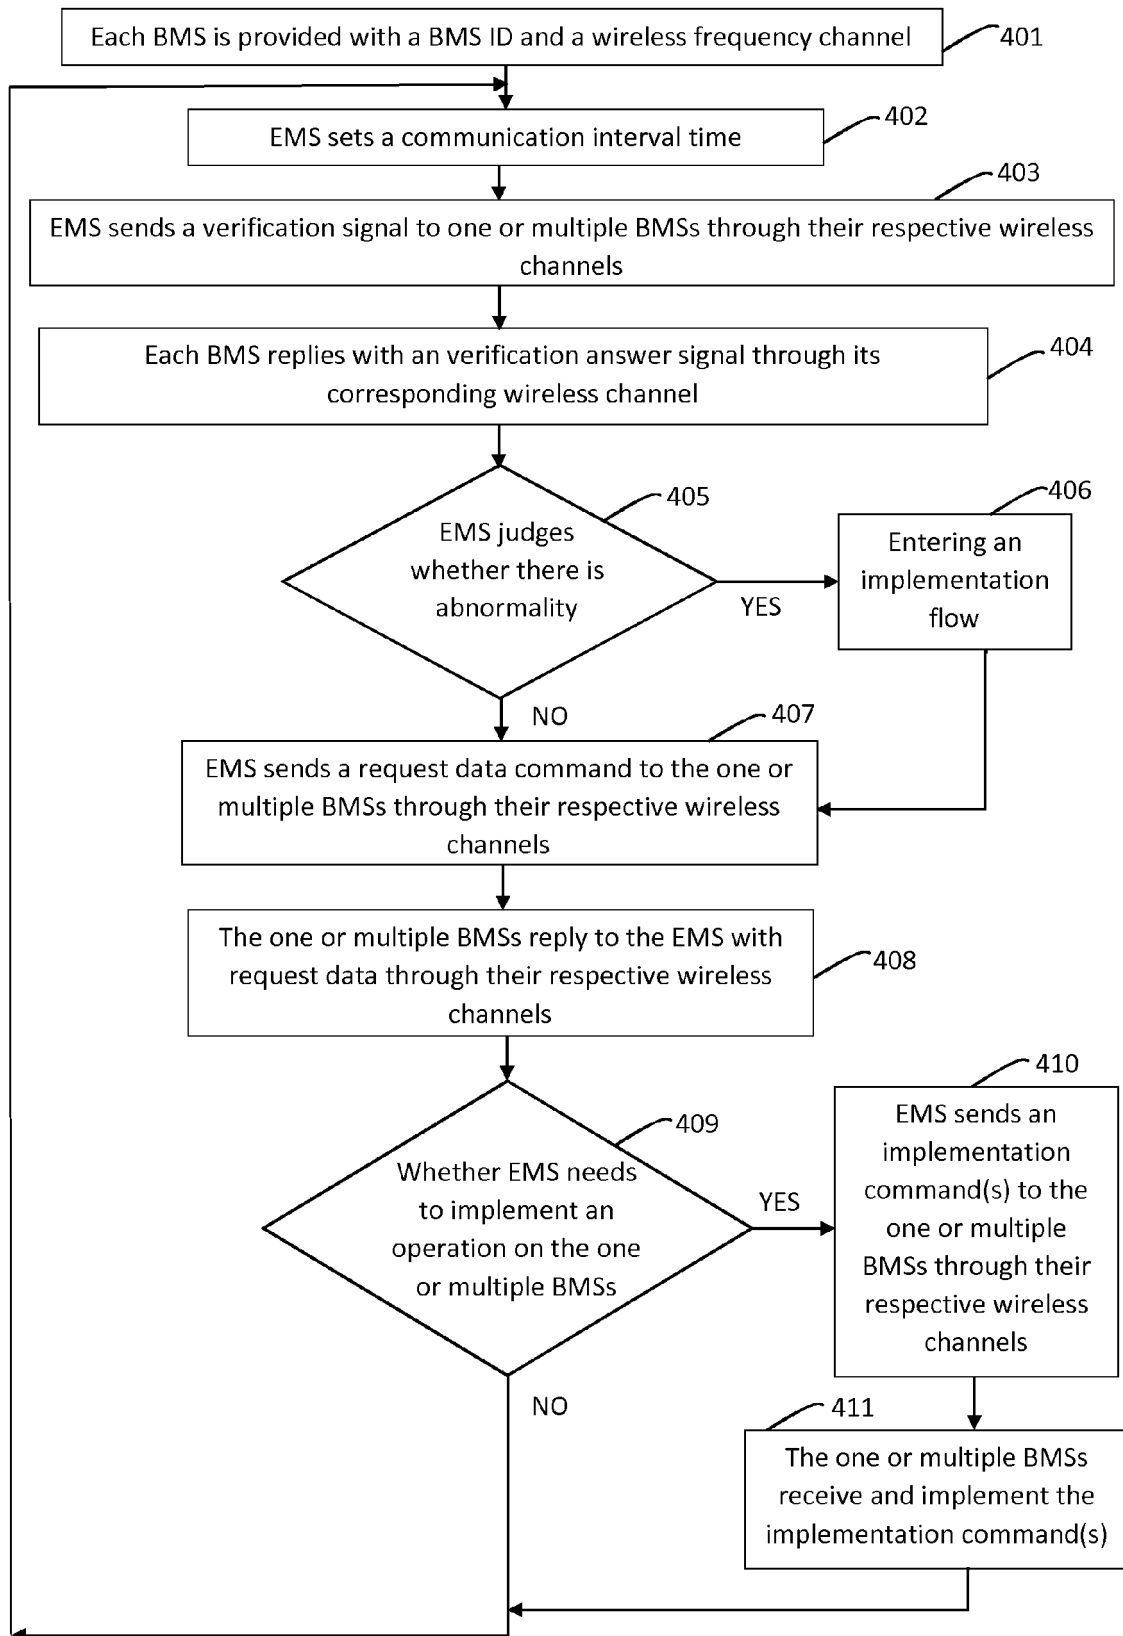 Each BMS is provided with a BMS ID and a wireless frequency channel
401
EMS sets a communication interval time
402
403
EMS sends a verification signal to one or multiple BMSs through their respective wireless
channels
Each BMS replies with an verification answer signal through its
corresponding wireless channel
404
405
EMS judges
whether there is
abnormality
YES
406
Entering an
implementation
flow
NO
407
EMS sends a request data command to the one or
multiple BMSs through their respective wireless
channels
The one or multiple BMSs reply to the EMS with
request data through their respective wireless
channels
408
409
Whether EMS needs
to implement an
operation on the one
or multiple BMSs
YES
410
EMS sends an
implementation
command(s) to the
one or multiple
BMSs through their
respective wireless
channels
NO
411
The one or multiple BMSs
receive and implement the
implementation command(s)